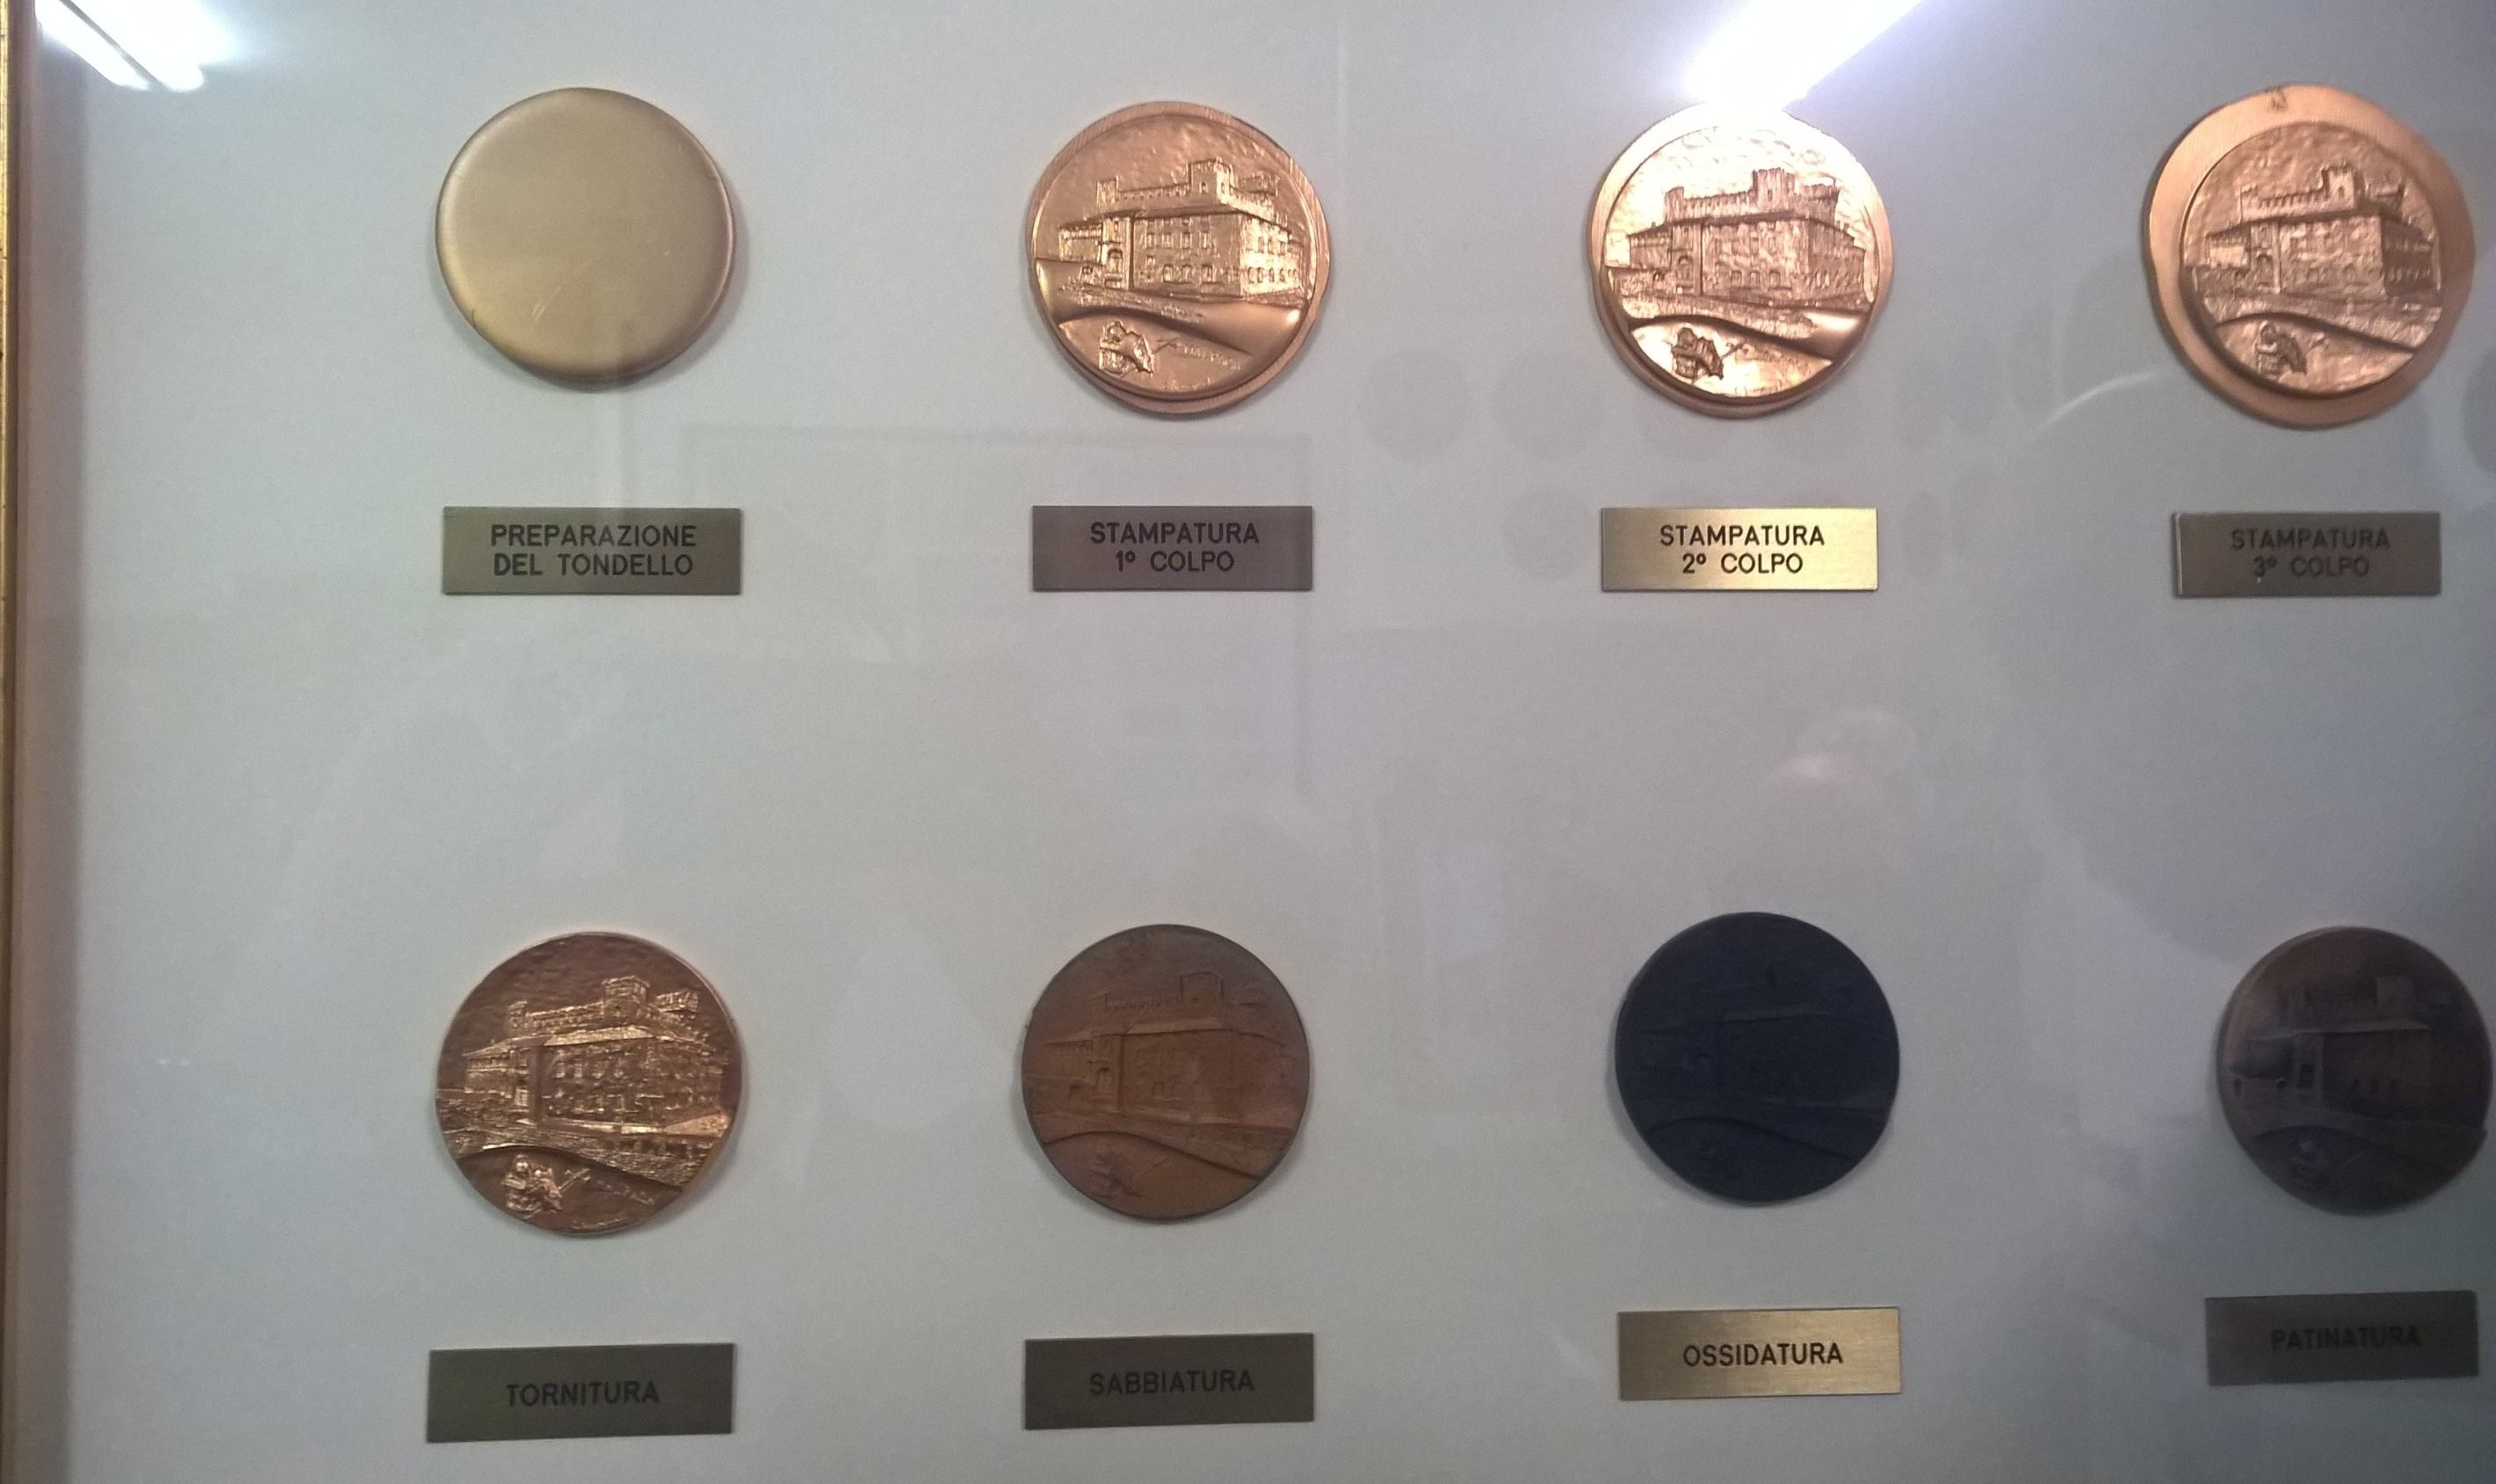 PREPARAZIONE
DEL TONDELLO
STAMPATURA
1º COLPO
STAMPATURA
2º COLPO
STAMPATURA
3º COLPO
TORNITURA
SABBIATURA
OSSIDATURA
PATINATURA